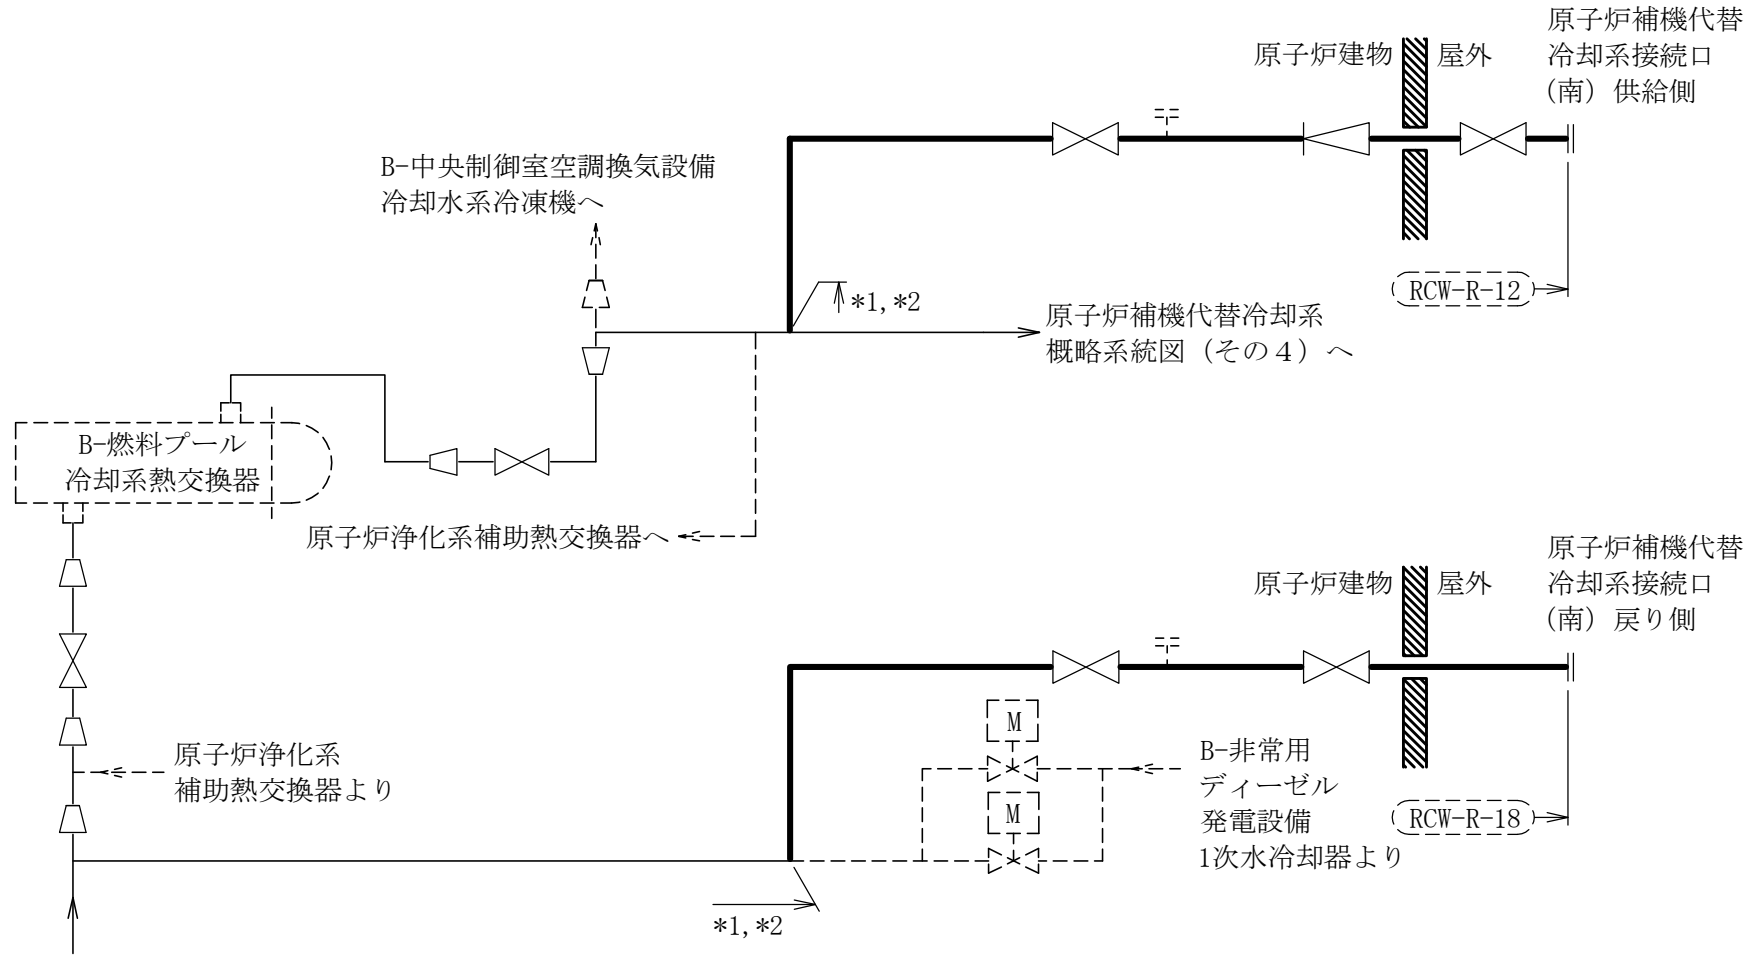 原子炉補機代替
冷却系接続口
(南) 供給側
原子炉建物
屋外
B-中央制御室空調換気設備
冷却水系冷凍機へ
RCW-R-12
*1,*2
原子炉補機代替冷却系
概略系統図（その４）へ
B-燃料プール
冷却系熱交換器
原子炉浄化系補助熱交換器へ
原子炉補機代替
冷却系接続口
(南) 戻り側
原子炉建物
屋外
M
原子炉浄化系
補助熱交換器より
B-非常用
ディーゼル
発電設備
1次水冷却器より
M
RCW-R-18
*1,*2